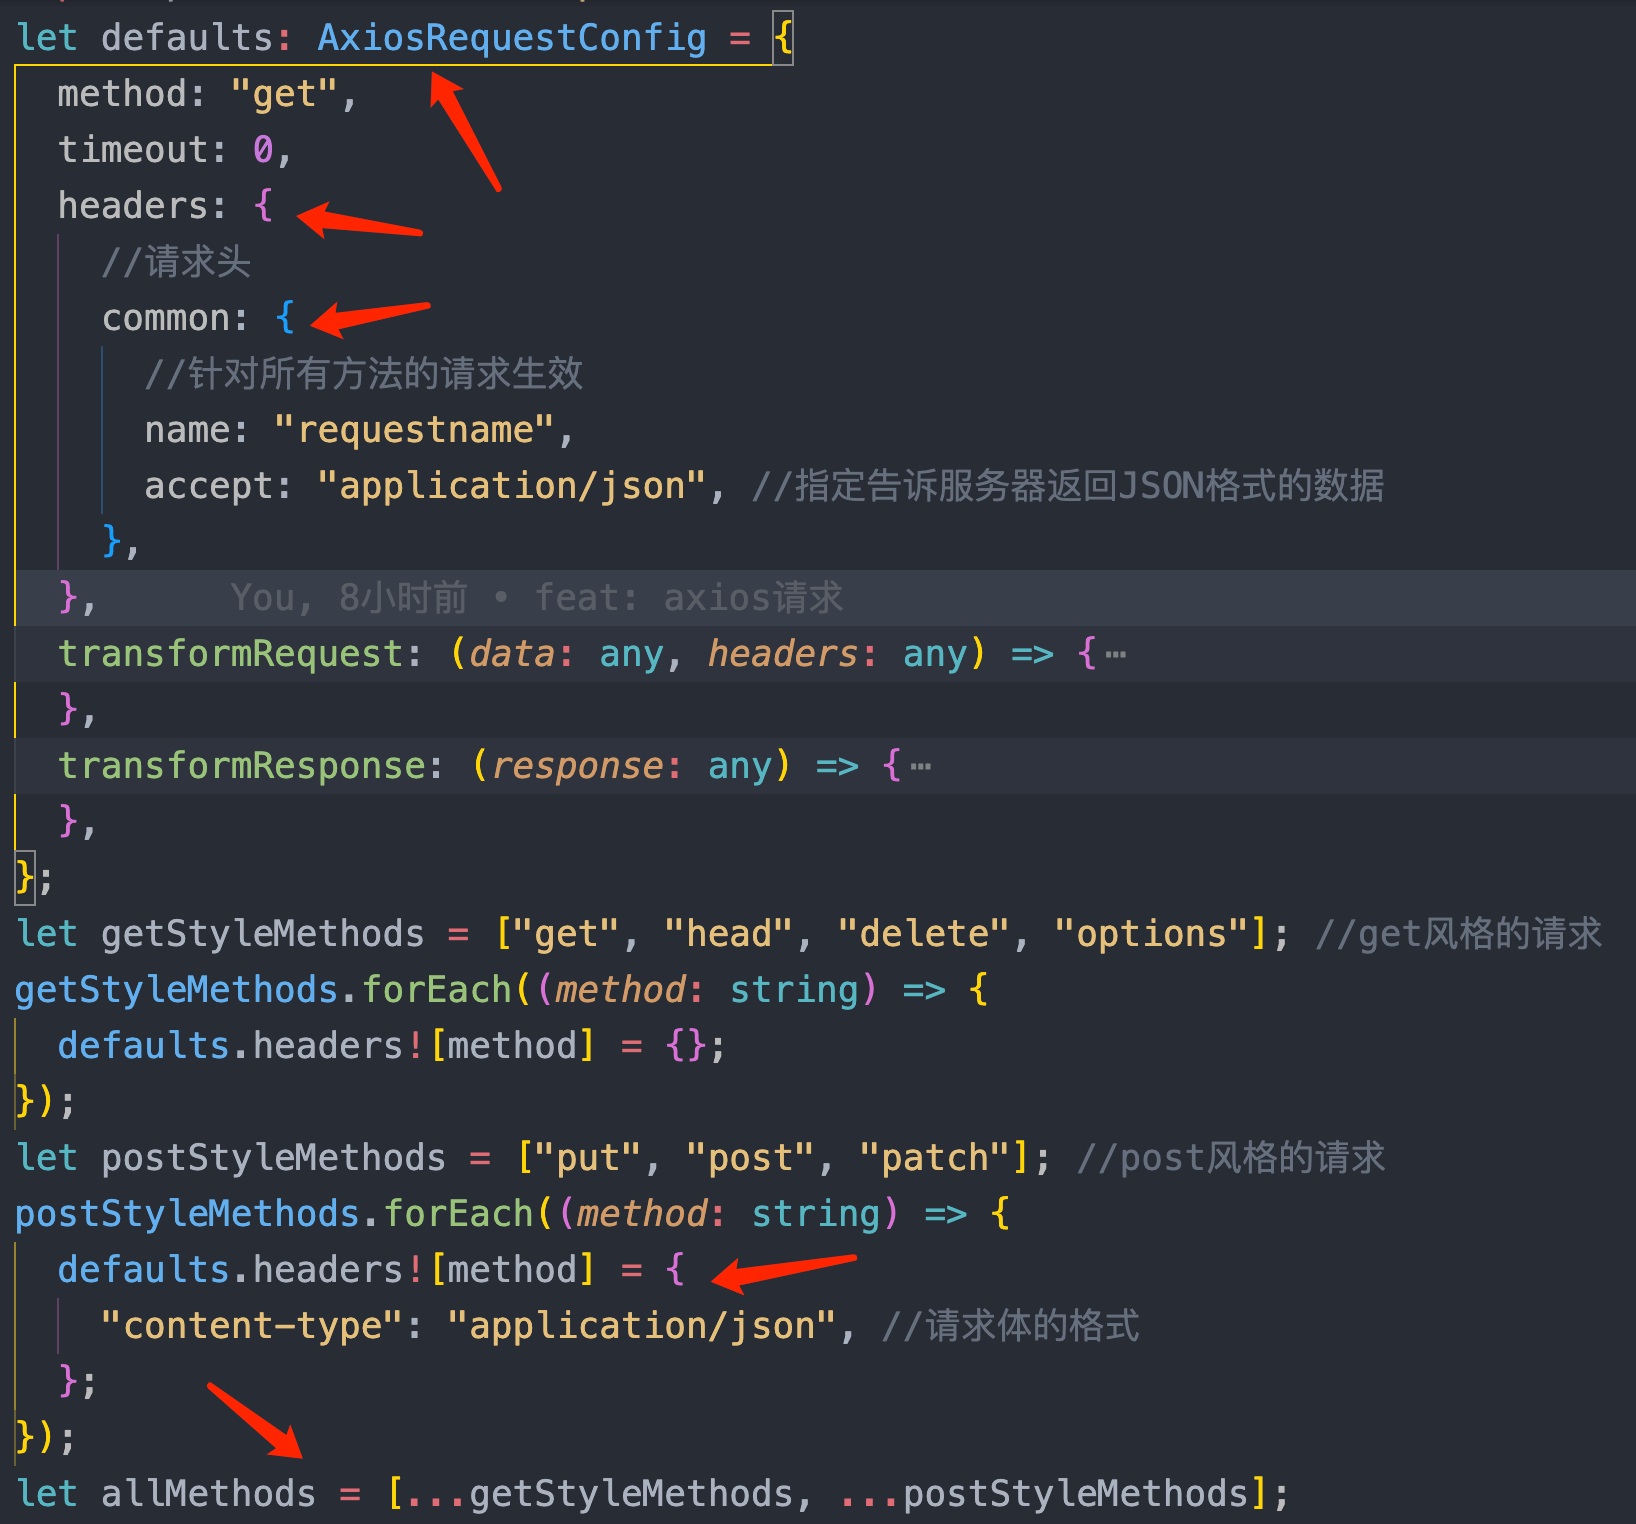 let defaults: AxiosRequestConfig = {
method: "get",
timeout: 0,
headers: {
//请求头
common: {
//针对所有方法的请求生效
name: "requestname",
accept: "application/json", //指定告诉服务器返回JSON格式的数据
},
}, You, 8小时前 • feat: axios请求
transformRequest: (data: any, headers: any) => {⋯
},
transformResponse: (response: any) => {⋯
},
};
let getStyleMethods = ["get", "head", "delete", "options"]; //get风格的请求
getStyleMethods.forEach((method: string) => {
defaults.headers![method] = {};
});
let postStyleMethods = ["put", "post", "patch"]; //post风格的请求
postStyleMethods.forEach((method: string) => {
defaults.headers![method] = {
"content-type": "application/json", //请求体的格式
};
});
let allMethods = [...getStyleMethods, ...postStyleMethods];